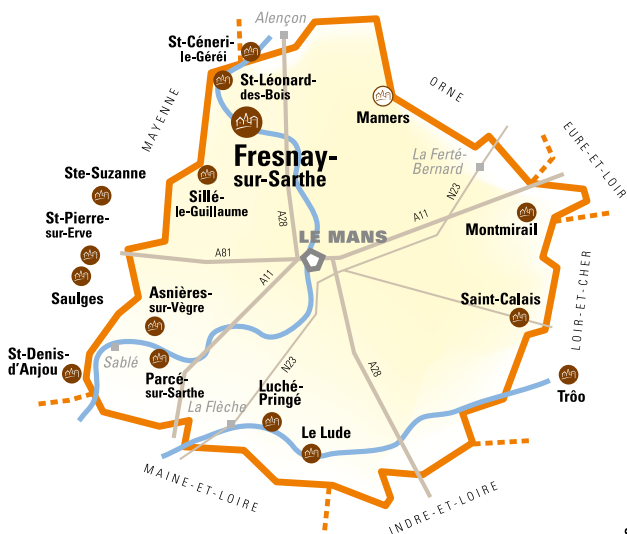 Alençon
St-Céneri-
le-Géréi
St-Léonard-
des-Bois
ORNE
Mamers
MAYENNE
EURE-ET-LOIR
Fresnay-
sur-Sarthe
La Ferté-
Bernard
Ste-Suzanne
Sillé-
le-Guillaume
N23
A28
A11
St-Pierre-
sur-Erve
Montmirail
LE MANS
A81
A11
Saulges
Asnières-
sur-Vègre
Saint-Calais
LOIR-ET-CHER
St-Denis-
d'Anjou
Sablé
Parcé-
sur-Sarthe
N23
A28
Luché-
Pringé
Trôo
La Flèche
Le Lude
MAINE-ET-LOIRE
INDRE-ET-LOIRE